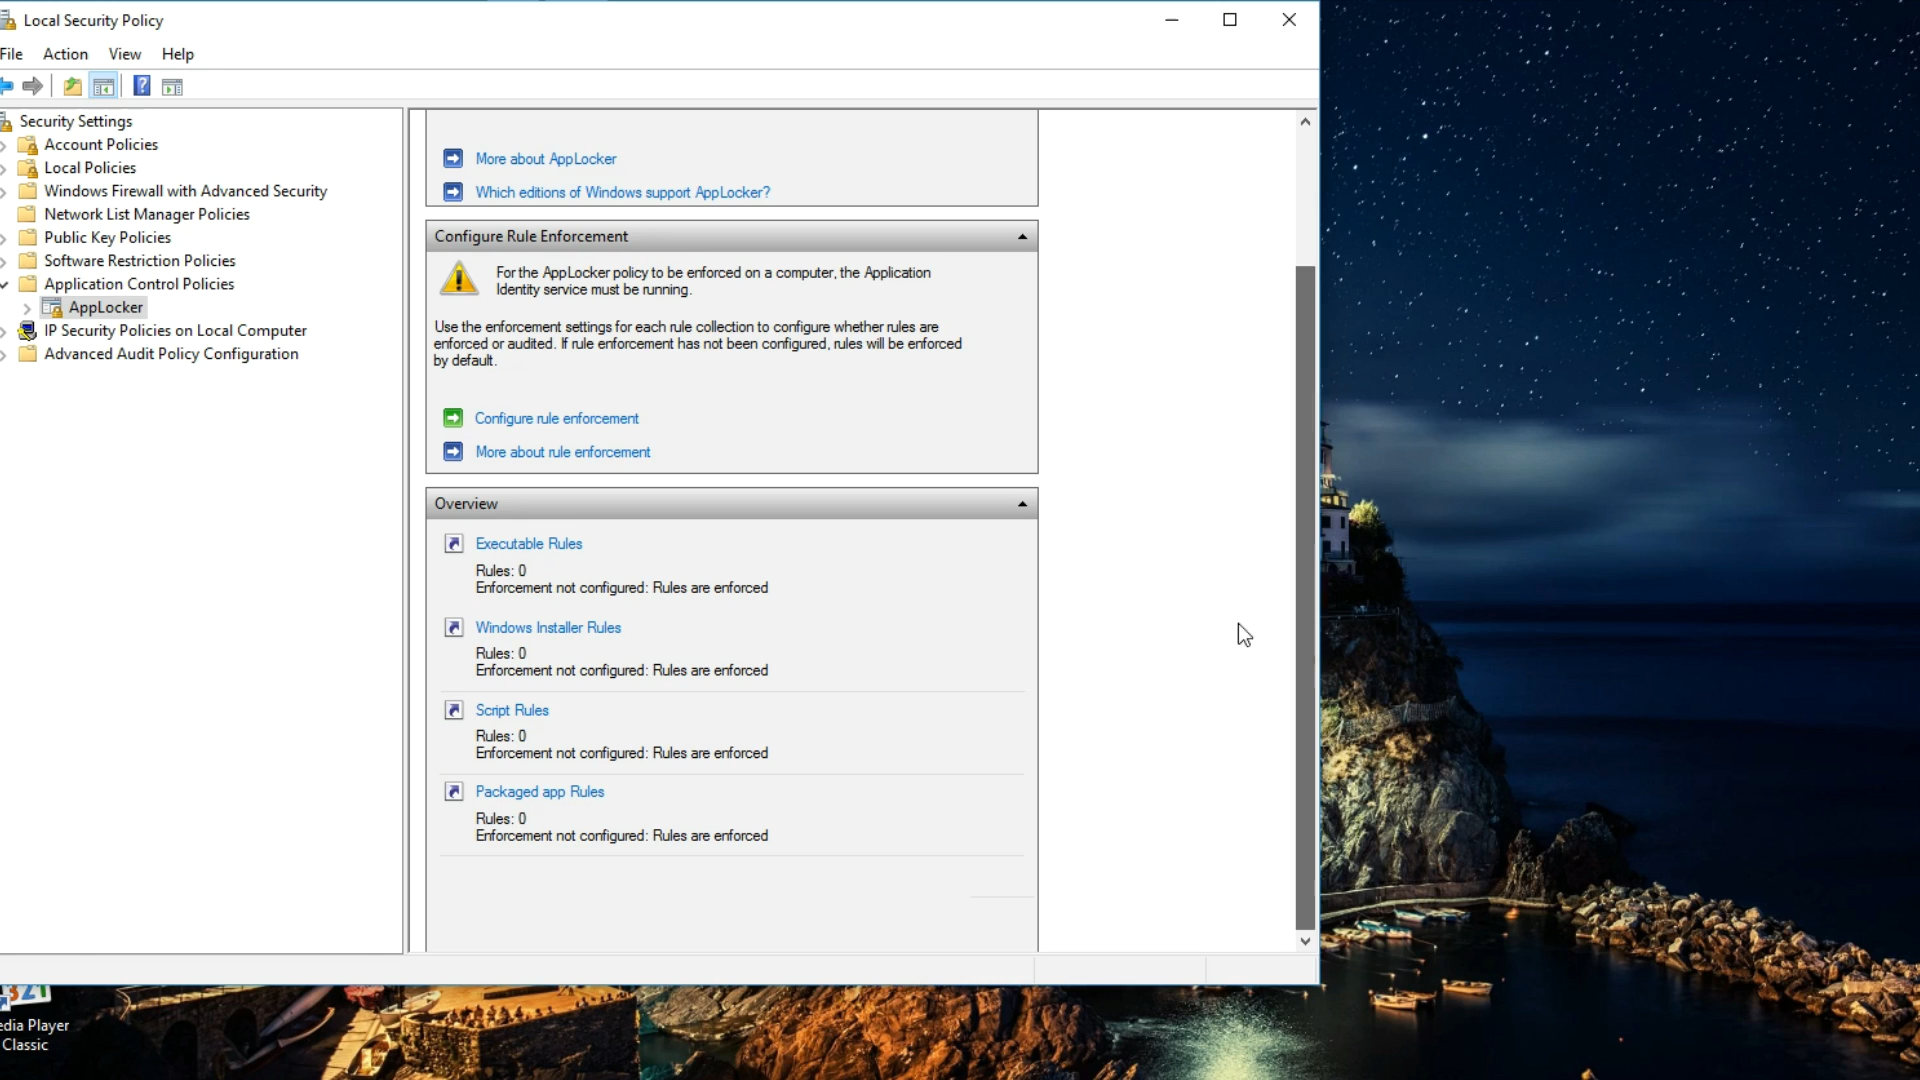 Local Security Policy
File Action View Help
Security Settings
Account Policies
Local Policies
Windows Firewall with Advanced Security
Network List Manager Policies
Public Key Policies
Software Restriction Policies
Application Control Policies
AppLocker
IP Security Policies on Local Computer
Advanced Audit Policy Configuration
More about AppLocker
Which editions of Windows support AppLocker?
Configure Rule Enforcement
For the AppLocker policy to be enforced on a computer, the Application
Identity service must be running.
Use the enforcement settings for each rule collection to configure whether rules are
enforced or audited. If rule enforcement has not been configured, rules will be enforced
by default.
Configure rule enforcement
More about rule enforcement
Overview
Executable Rules
Rules: 0
Enforcement not configured: Rules are enforced
Windows Installer Rules
Rules: 0
Enforcement not configured: Rules are enforced
Script Rules
Rules: 0
Enforcement not configured: Rules are enforced
Packaged app Rules
Rules: 0
Enforcement not configured: Rules are enforced
321
edia Player
Classic